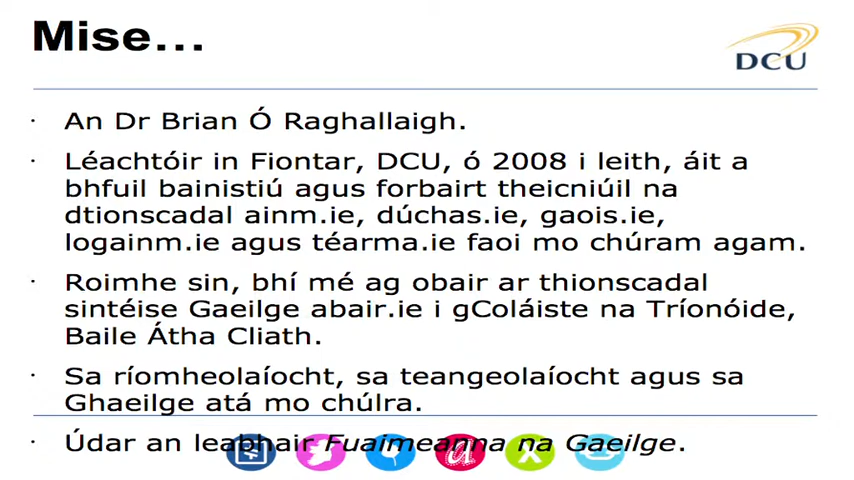 Mise...
DCU
· An Dr Brian Ó Raghallaigh.
· Léachtóir in Fiontar, DCU, ó 2008 i leith, áit a
bhfuil bainistiú agus forbairt theicniúil na
dtionscadal ainm.ie, dúchas.ie, gaois.ie,
logainm.ie agus téarma.ie faoi mo chúram agam.
· Roimhe sin, bhí mé ag obair ar thionscadal
sintéise Gaeilge abair.ie i gColáiste na Tríonóide,
Baile Átha Cliath.
· Sa ríomheolaíocht, sa teangeolaíocht agus sa
Ghaeilge atá mo chúlra.
· Údar an leabhair Fuaimeanna na Gaeilge.